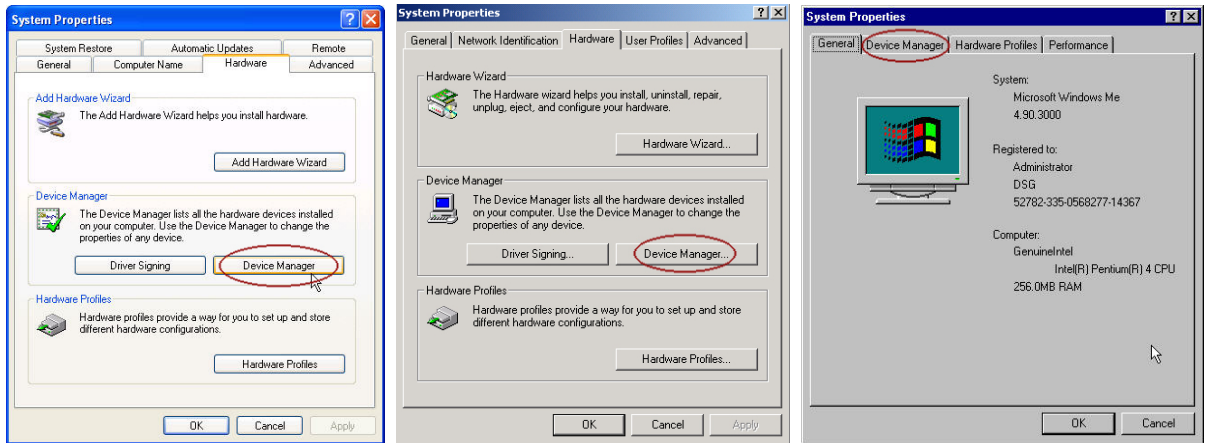 System Properties
System Restore Automatic Updates Remote
General Computer Name Hardware Advanced
Add Hardware Wizard
The Add Hardware Wizard helps you install hardware.
Add Hardware Wizard
Device Manager
The Device Manager lists all the hardware devices installed
on your computer. Use the Device Manager to change the
properties of any device.
Driver Signing Device Manager
Hardware Profiles
Hardware profiles provide a way for you to set up and store
different hardware configurations.
Hardware Profiles
OK Cancel Apply
System Properties
General Network Identification Hardware User Profiles Advanced
Hardware Wizard
The Hardware wizard helps you install, uninstall, repair,
unplug, eject, and configure your hardware.
Hardware Wizard...
Device Manager
The Device Manager lists all the hardware devices installed
on your computer. Use the Device Manager to change the
properties of any device.
Driver Signing... Device Manager...
Hardware Profiles
Hardware profiles provide a way for you to set up and store
different hardware configurations.
Hardware Profiles...
OK Cancel Apply
System Properties
General Device Manager Hardware Profiles Performance
System:
Microsoft Windows Me
4.90.3000
Registered to:
Administrator
DSG
52782-335-0568277-14367
Computer:
GenuineIntel
Intel(R) Pentium(R) 4 CPU
256.0MB RAM
OK Cancel